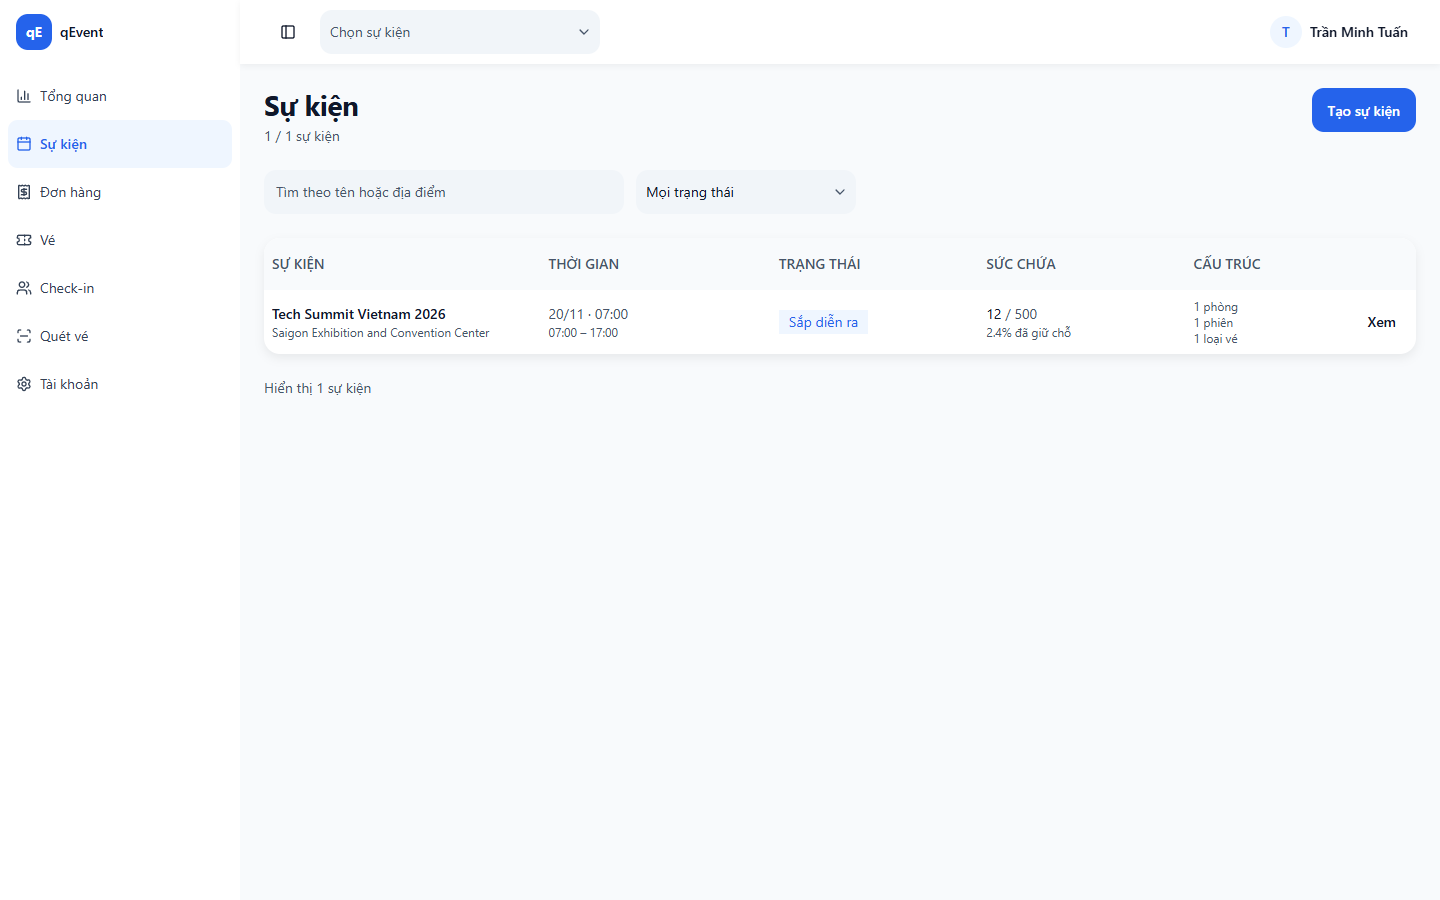 qE qEvent
Chọn sự kiện
T Trần Minh Tuấn
Tổng quan
Sự kiện
Đơn hàng
Vé
Check-in
Quét vé
Tài khoản
Sự kiện
1 / 1 sự kiện
Tạo sự kiện
Tìm theo tên hoặc địa điểm
Mọi trạng thái
SỰ KIỆN THỜI GIAN TRẠNG THÁI SỨC CHỨA CẤU TRÚC
Tech Summit Vietnam 2026
Saigon Exhibition and Convention Center
20/11 · 07:00
07:00 – 17:00
Sắp diễn ra
12 / 500
2.4% đã giữ chỗ
1 phòng
1 phiên
1 loại vé
Xem
Hiển thị 1 sự kiện